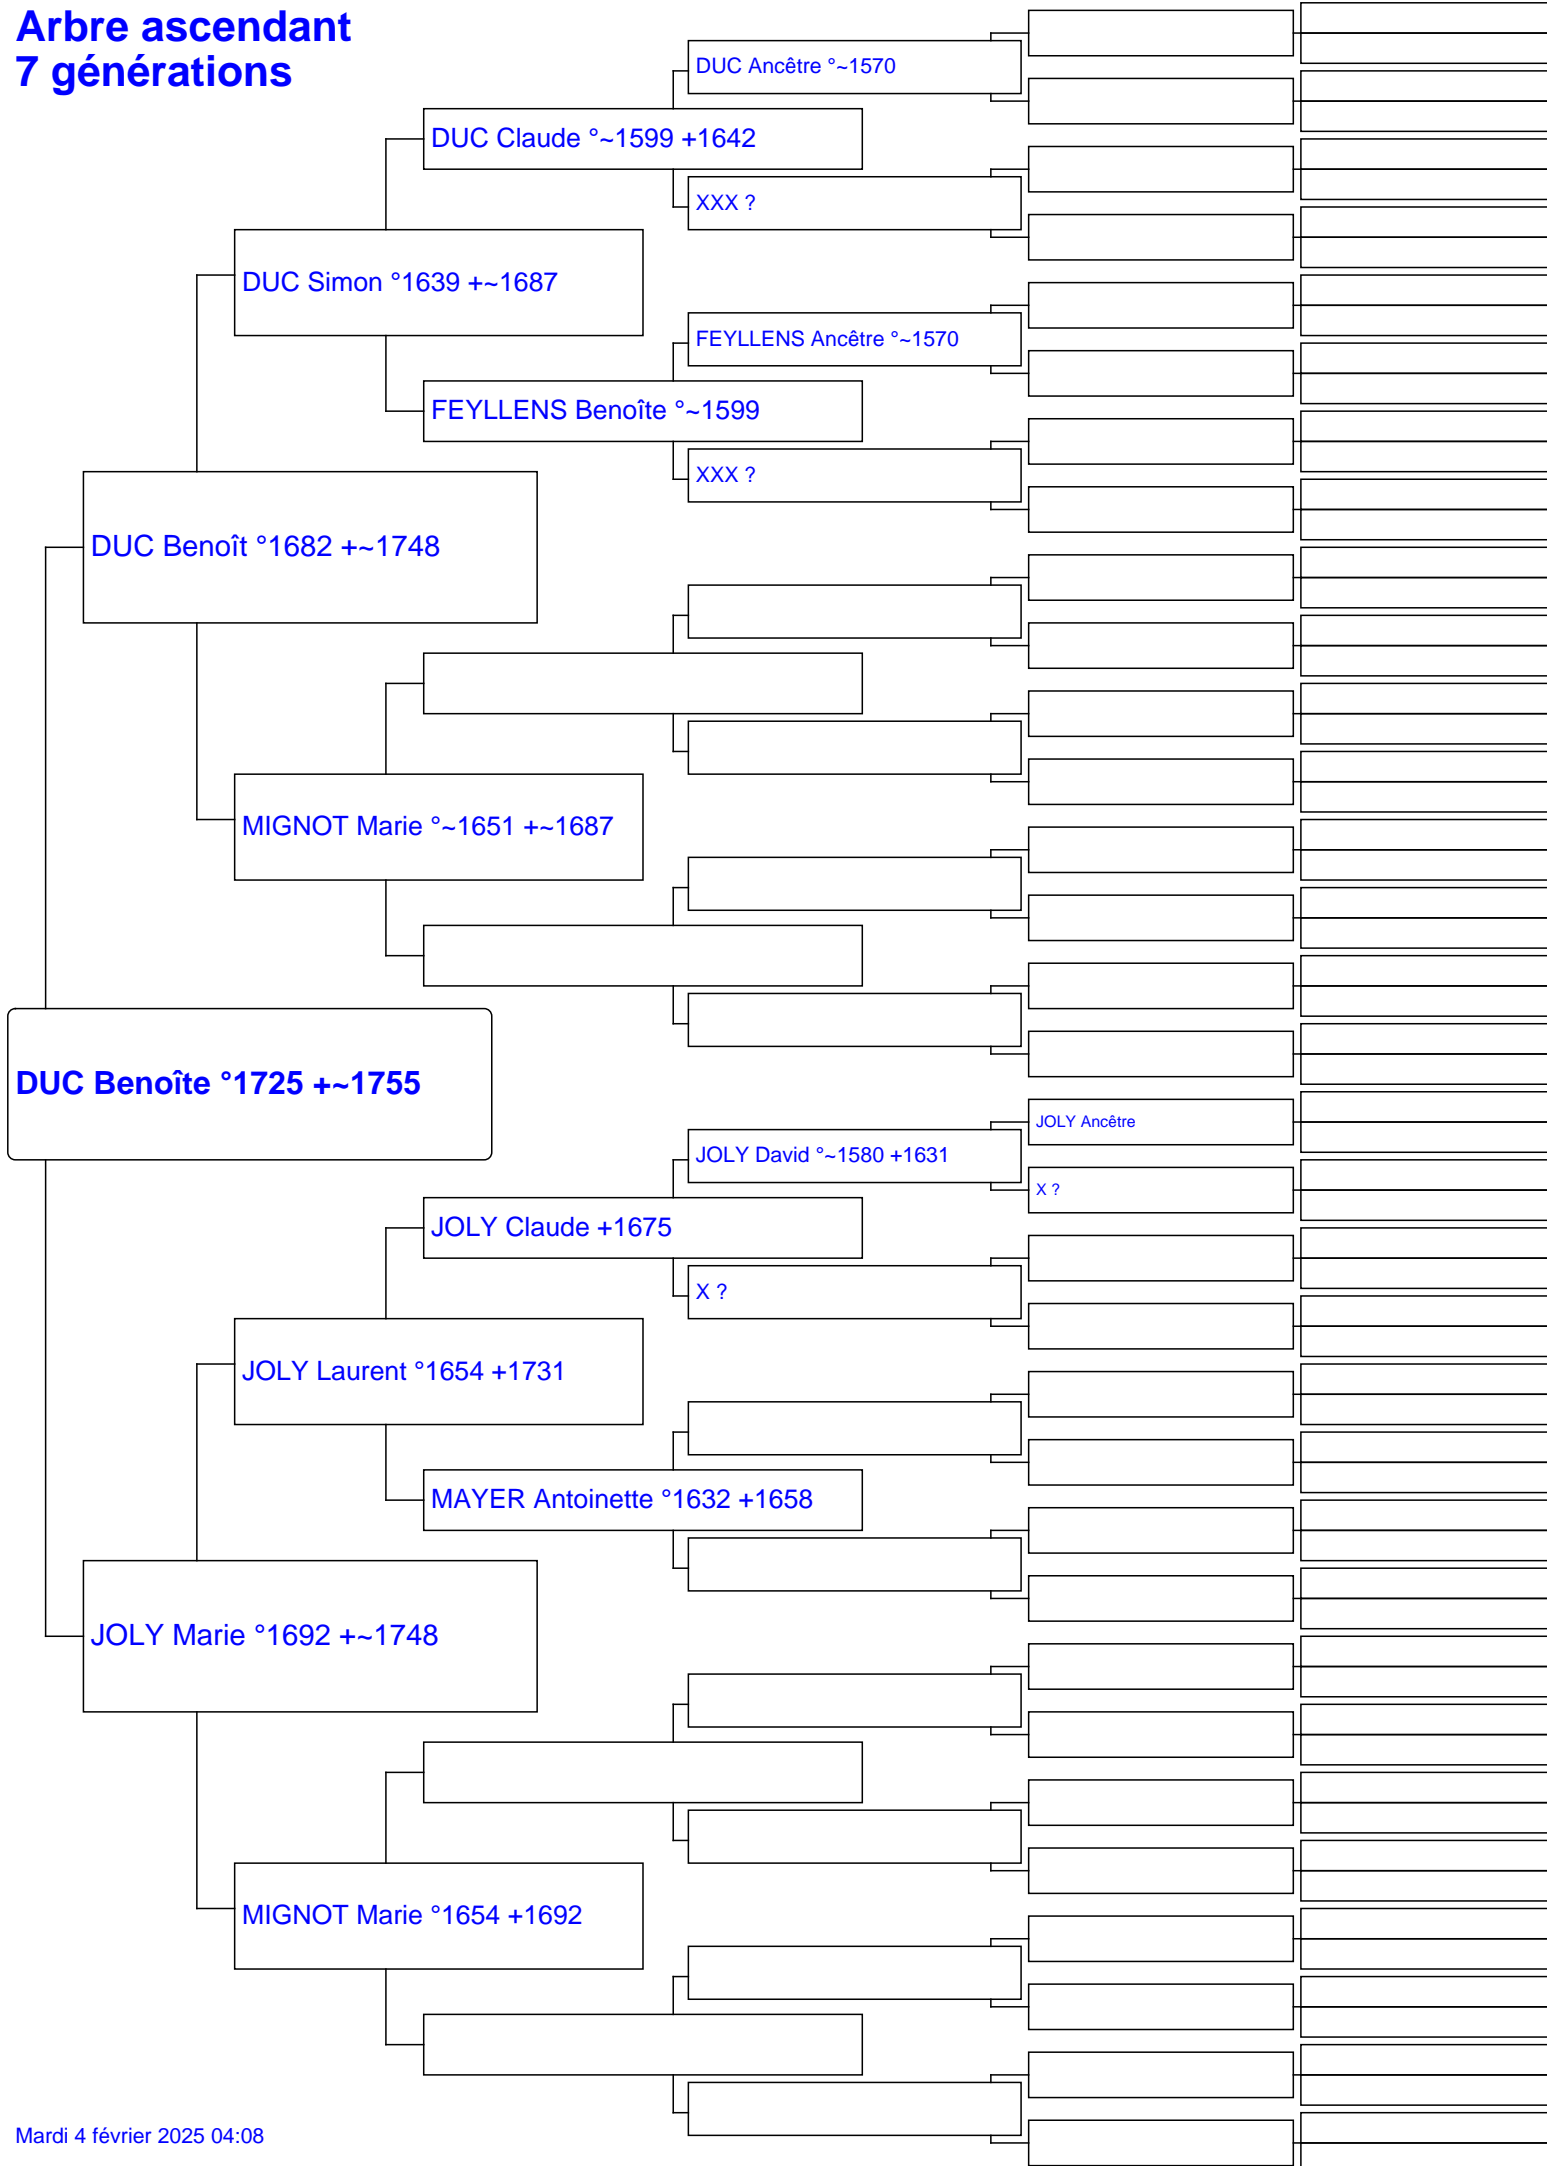 Arbre ascendant
7 générations
DUC Ancêtre °~1570
DUC Claude °~1599 +1642
XXX ?
DUC Simon °1639 +~1687
FEYLLENS Ancêtre °~1570
FEYLLENS Benoîte °~1599
XXX ?
DUC Benoît °1682 +~1748
MIGNOT Marie °~1651 +~1687
DUC Benoîte °1725 +~1755
JOLY Ancêtre
JOLY David °~1580 +1631
X ?
JOLY Claude +1675
X ?
JOLY Laurent °1654 +1731
MAYER Antoinette °1632 +1658
JOLY Marie °1692 +~1748
MIGNOT Marie °1654 +1692
Mardi 4 février 2025 04:08